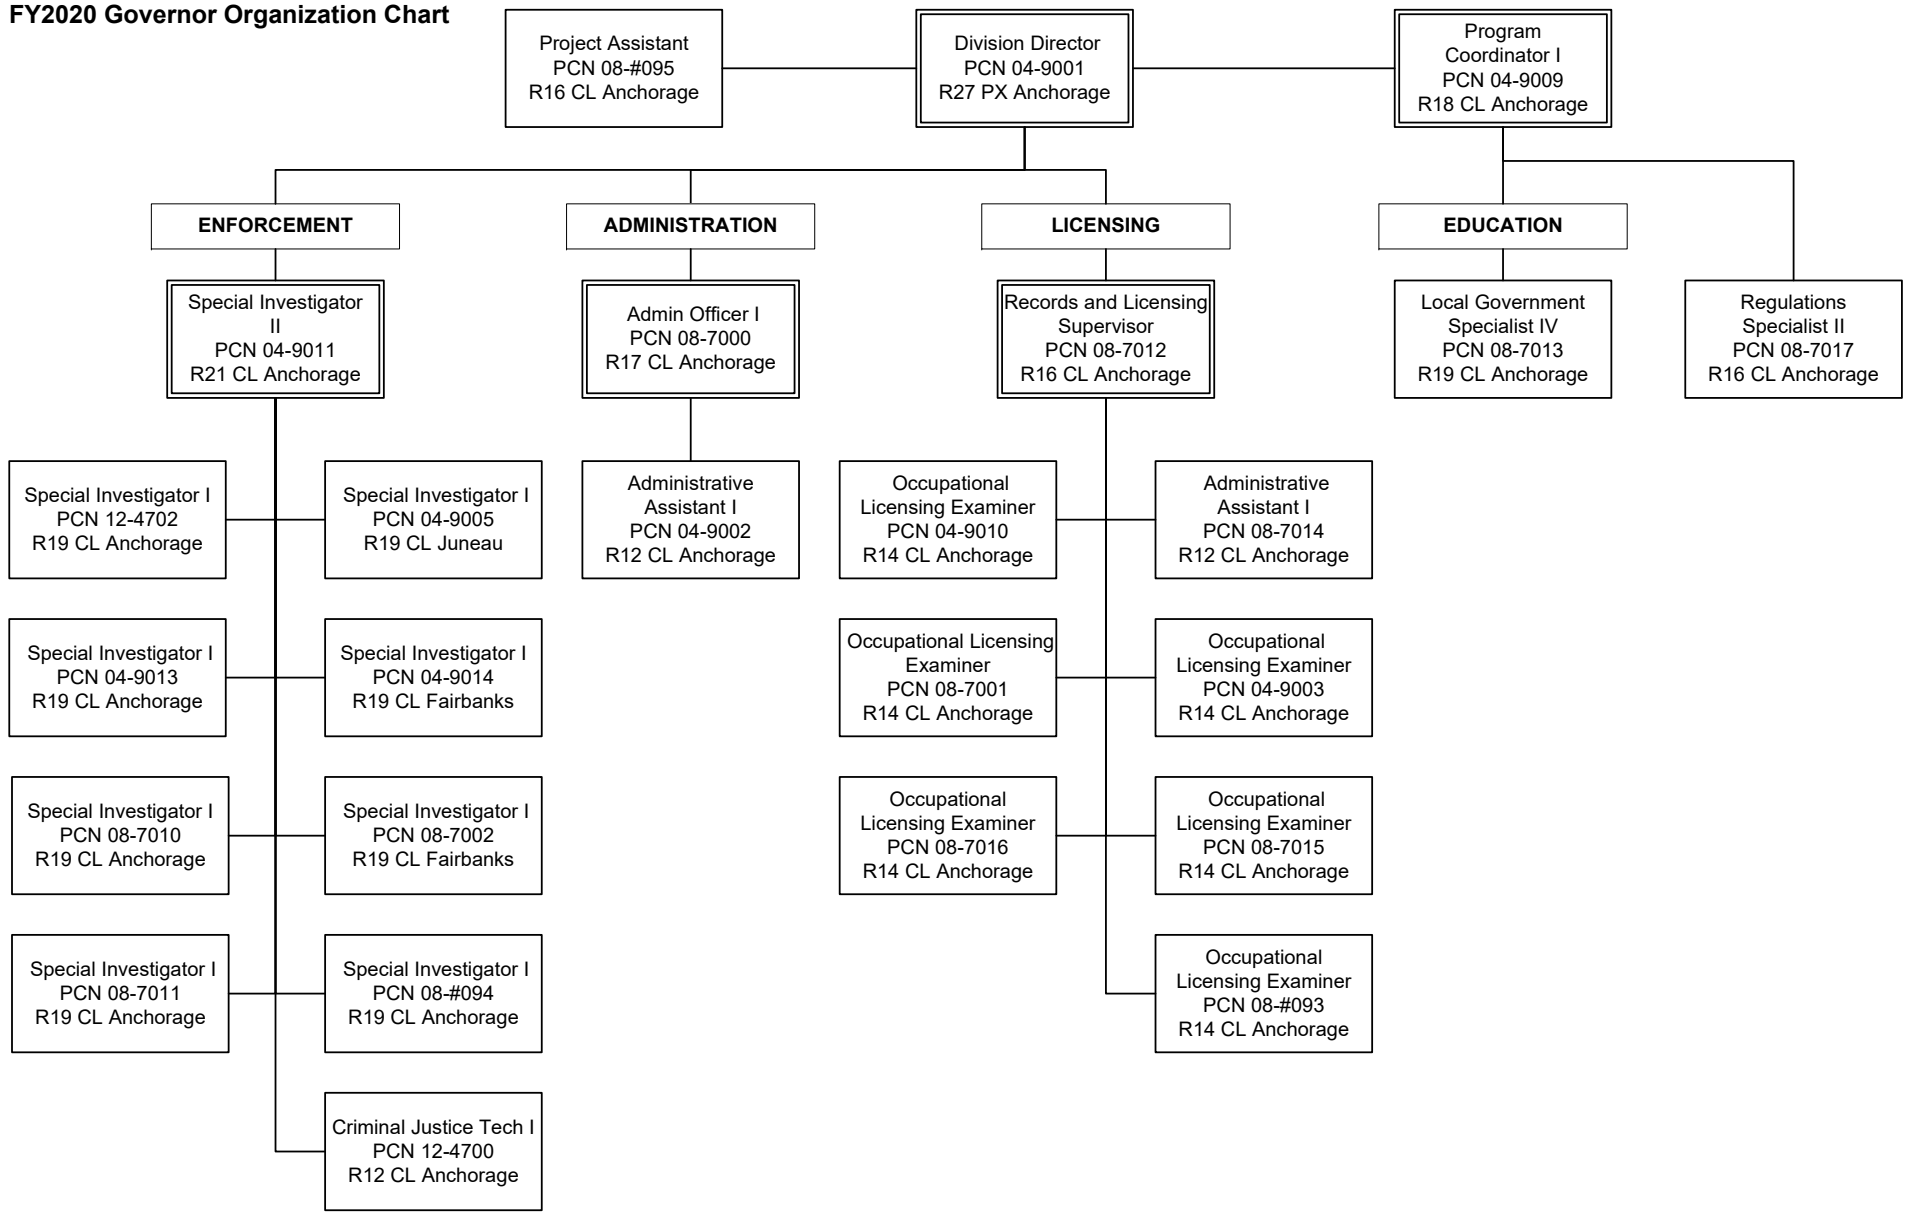 FY2020 Governor Organization Chart
Project Assistant
PCN 08-#095
R16 CL Anchorage
Division Director
PCN 04-9001
R27 PX Anchorage
Program
Coordinator I
PCN 04-9009
R18 CL Anchorage
ENFORCEMENT
ADMINISTRATION
LICENSING
EDUCATION
Special Investigator
II
PCN 04-9011
R21 CL Anchorage
Admin Officer I
PCN 08-7000
R17 CL Anchorage
Records and Licensing
Supervisor
PCN 08-7012
R16 CL Anchorage
Local Government
Specialist IV
PCN 08-7013
R19 CL Anchorage
Regulations
Specialist II
PCN 08-7017
R16 CL Anchorage
Special Investigator I
PCN 12-4702
R19 CL Anchorage
Special Investigator I
PCN 04-9005
R19 CL Juneau
Administrative
Assistant I
PCN 04-9002
R12 CL Anchorage
Occupational
Licensing Examiner
PCN 04-9010
R14 CL Anchorage
Administrative
Assistant I
PCN 08-7014
R12 CL Anchorage
Special Investigator I
PCN 04-9013
R19 CL Anchorage
Special Investigator I
PCN 04-9014
R19 CL Fairbanks
Occupational Licensing
Examiner
PCN 08-7001
R14 CL Anchorage
Occupational
Licensing Examiner
PCN 04-9003
R14 CL Anchorage
Special Investigator I
PCN 08-7010
R19 CL Anchorage
Special Investigator I
PCN 08-7002
R19 CL Fairbanks
Occupational
Licensing Examiner
PCN 08-7016
R14 CL Anchorage
Occupational
Licensing Examiner
PCN 08-7015
R14 CL Anchorage
Special Investigator I
PCN 08-7011
R19 CL Anchorage
Special Investigator I
PCN 08-#094
R19 CL Anchorage
Occupational
Licensing Examiner
PCN 08-#093
R14 CL Anchorage
Criminal Justice Tech I
PCN 12-4700
R12 CL Anchorage